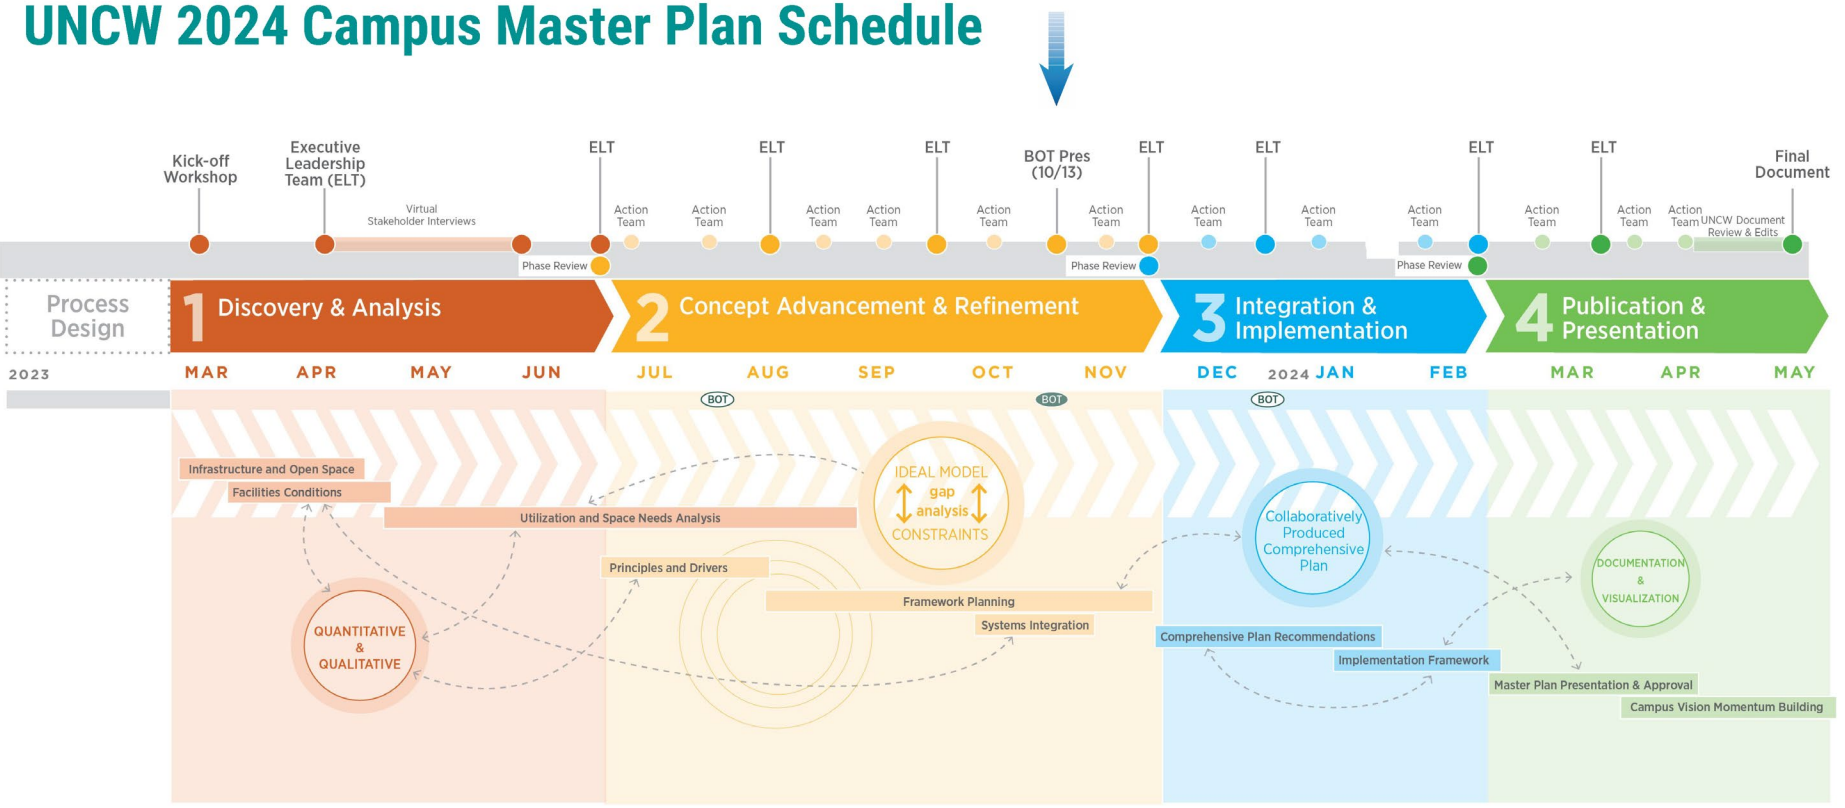 UNCW 2024 Campus Master Plan Schedule
Kick-off
Workshop
Executive
Leadership
Team (ELT)
Virtual
Stakeholder Interviews
ELT
Action
Team
Action
Team
ELT
Action
Team
Action
Team
ELT
Action
Team
BOT Pres
(10/13)
Action
Team
ELT
Action
Team
ELT
Action
Team
Action
Team
ELT
Action
Team
ELT
Action
Team
Action
Team
UNCW Document
Review & Edits
Final
Document
Phase Review
Phase Review
Phase Review
Process
Design
1 Discovery & Analysis
2 Concept Advancement & Refinement
3 Integration &
Implementation
4 Publication &
Presentation
2023 MAR APR MAY JUN JUL AUG SEP OCT NOV DEC 2024 JAN FEB MAR APR MAY
BOT BOT BOT
Infrastructure and Open Space
Facilities Conditions
Utilization and Space Needs Analysis
IDEAL MODEL
gap
analysis
CONSTRAINTS
Principles and Drivers
Framework Planning
Systems Integration
QUANTITATIVE
&
QUALITATIVE
Collaboratively
Produced
Comprehensive
Plan
Comprehensive Plan Recommendations
Implementation Framework
DOCUMENTATION
&
VISUALIZATION
Master Plan Presentation & Approval
Campus Vision Momentum Building